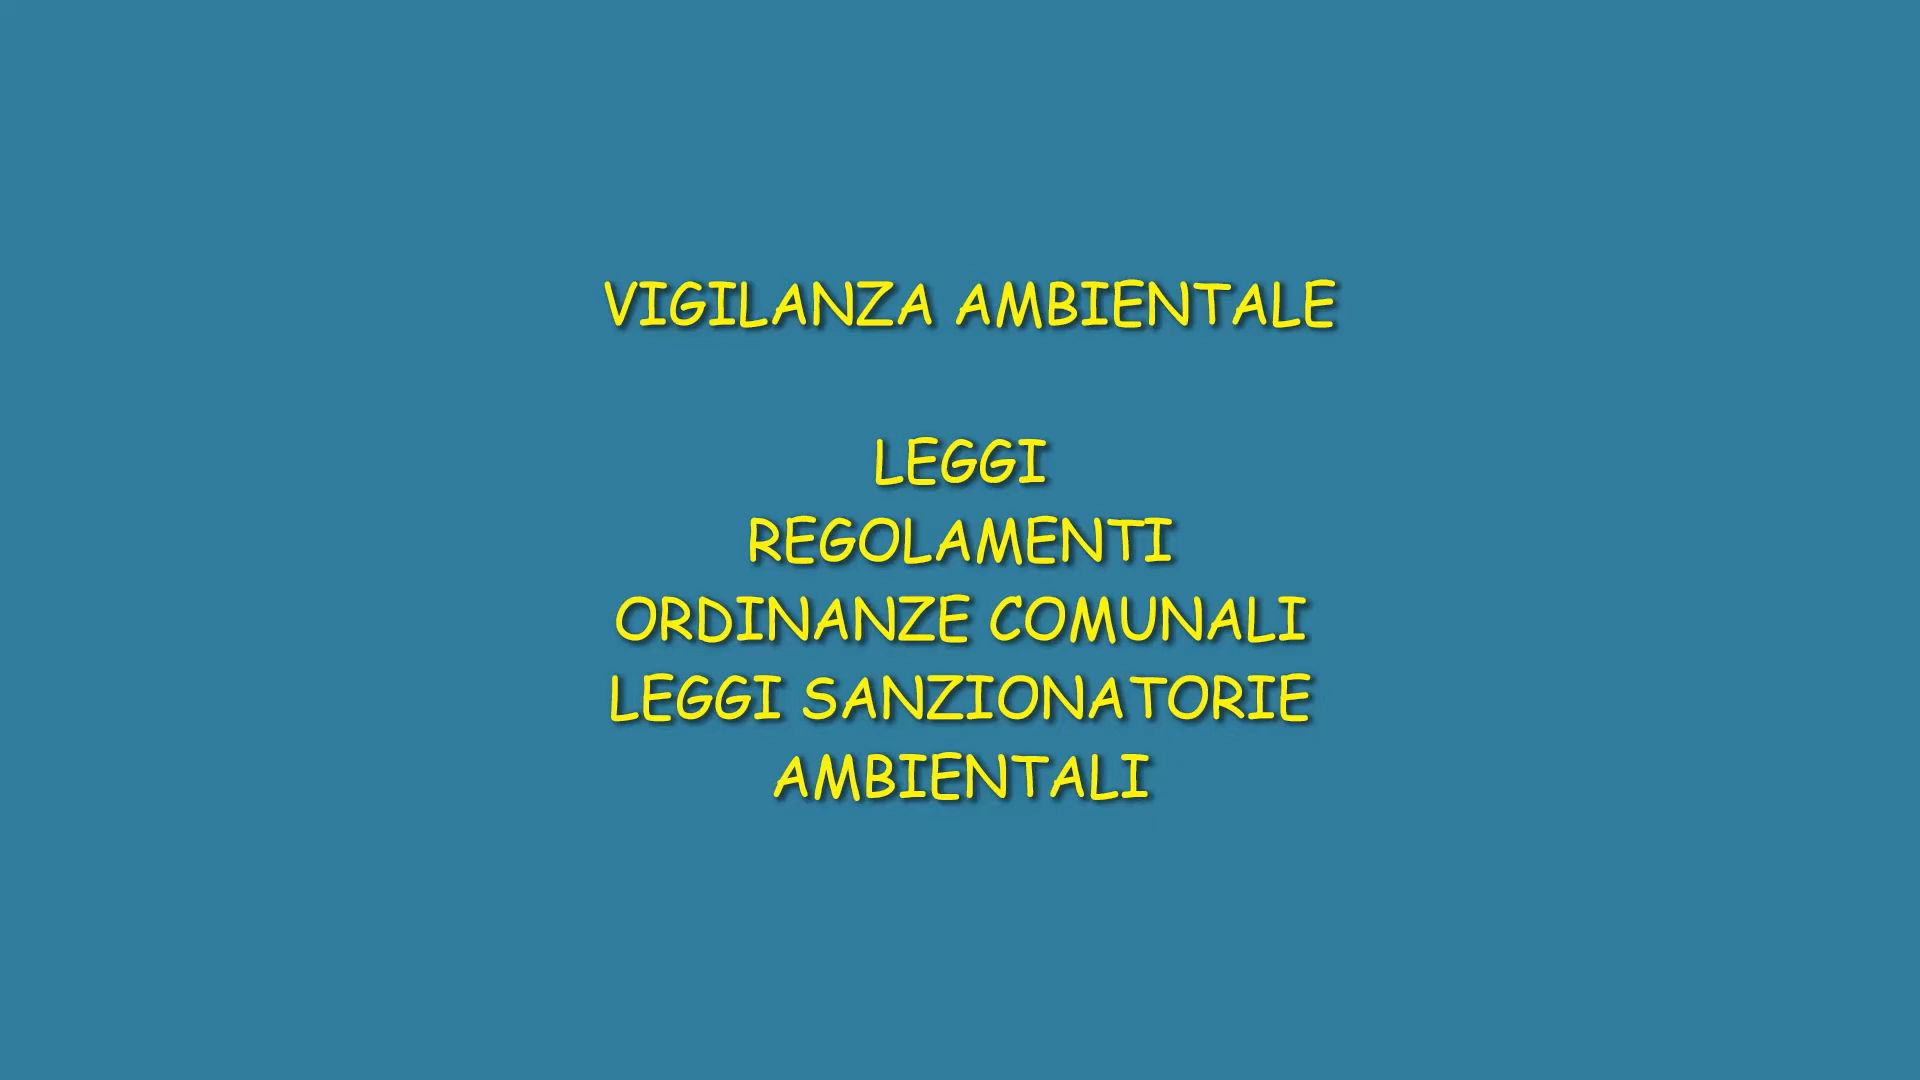 VIGILANZA AMBIENTALE
LEGGI
REGOLAMENTI
ORDINANZE COMUNALI
LEGGI SANZIONATORIE
AMBIENTALI